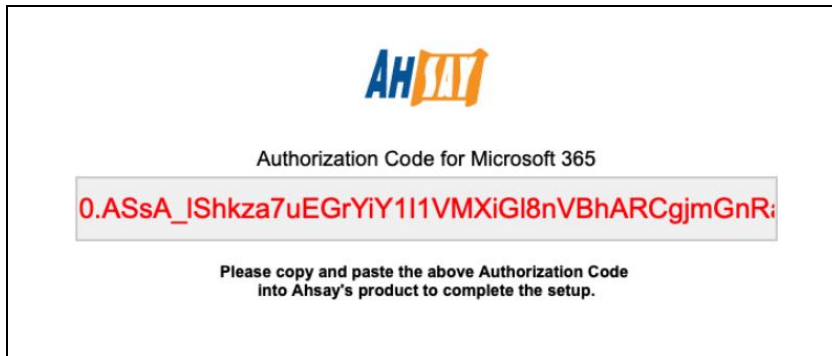 AHSAY
Authorization Code for Microsoft 365
0.ASsA_lShkza7uEGrYiY1l1VMXiGl8nVBhARCgjmGnRa
Please copy and paste the above Authorization Code
into Ahsay's product to complete the setup.